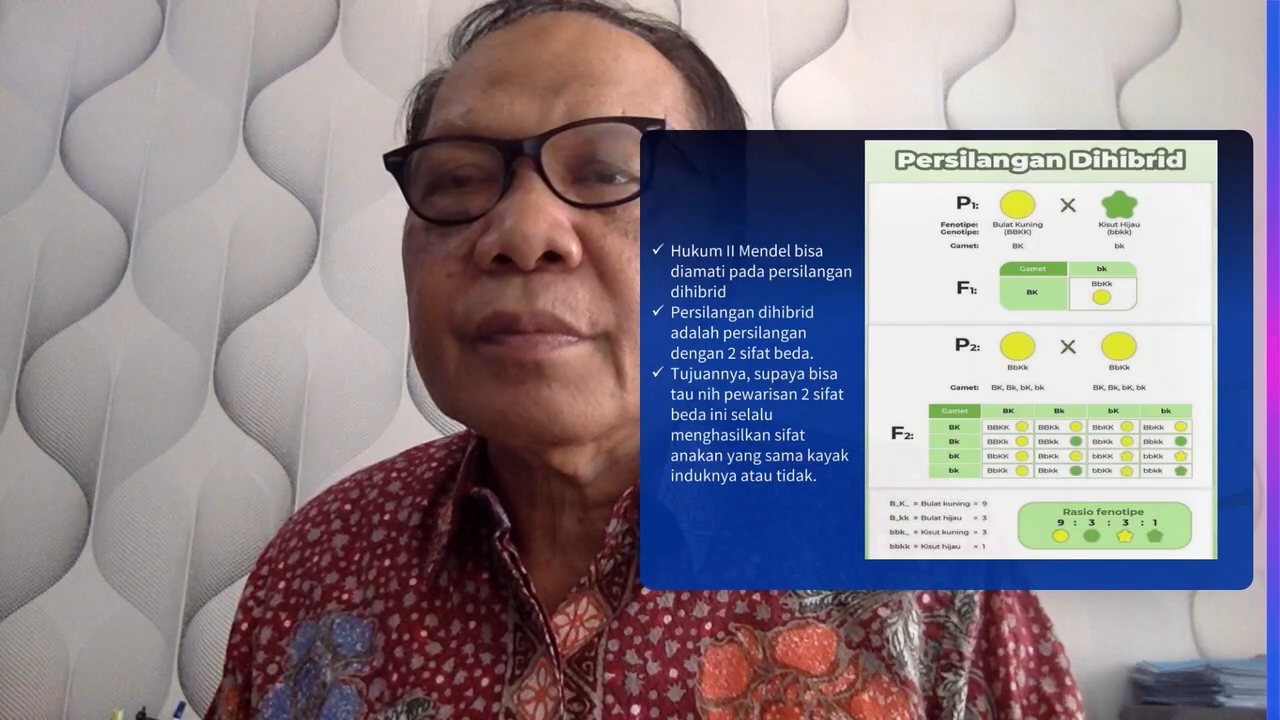 ✓ Hukum II Mendel bisa
diamati pada persilangan
dihibrid
✓ Persilangan dihibrid
adalah persilangan
dengan 2 sifat beda.
✓ Tujuannya, supaya bisa
tau nih pewarisan 2 sifat
beda ini selalu
menghasilkan sifat
anakan yang sama kayak
induknya atau tidak.
Persilangan Dihibrid
P1: ×
Fenotipe: Bulat Kuning Kisut Hijau
Genotipe: (BBKK) (bbkk)
Gamet: BK bk
Gamet bk
F1: BK BbKk
P2: ×
BbKk BbKk
Gamet: BK, Bk, bK, bk BK, Bk, bK, bk
F2:
Gamet BK Bk bK bk
BK BBKK BBKk BbKK BbKk
Bk BBKk BBkk BbKk Bbkk
bK BbKK BbKk bbKK bbKk
bk BbKk Bbkk bbKk bbkk
B_K_ = Bulat kuning = 9
B_kk = Bulat hijau = 3
bbk_ = Kisut kuning = 3
bbkk = Kisut hijau = 1
Rasio fenotipe
9 : 3 : 3 : 1